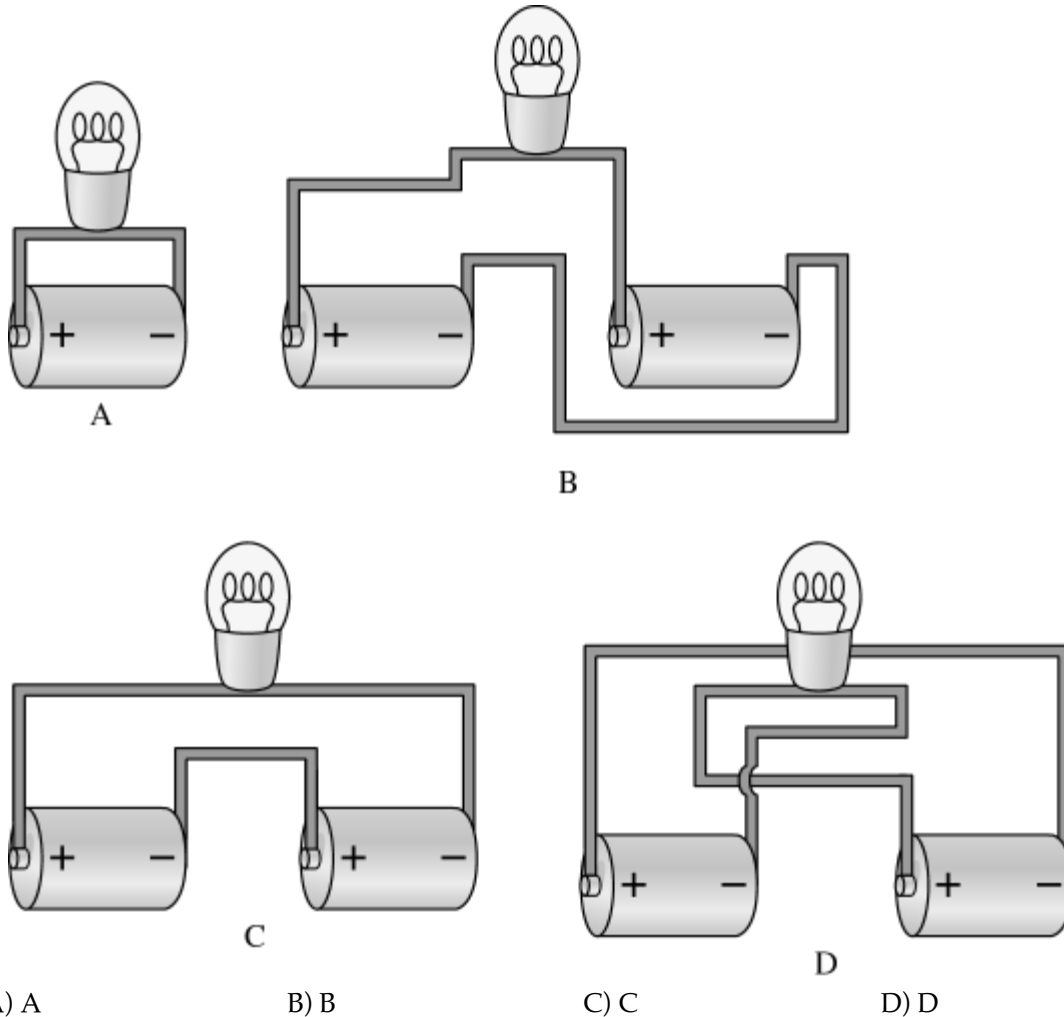 + −
A
+ − + −
B
+ − + −
C
+ − + −
D
A) A B) B C) C D) D